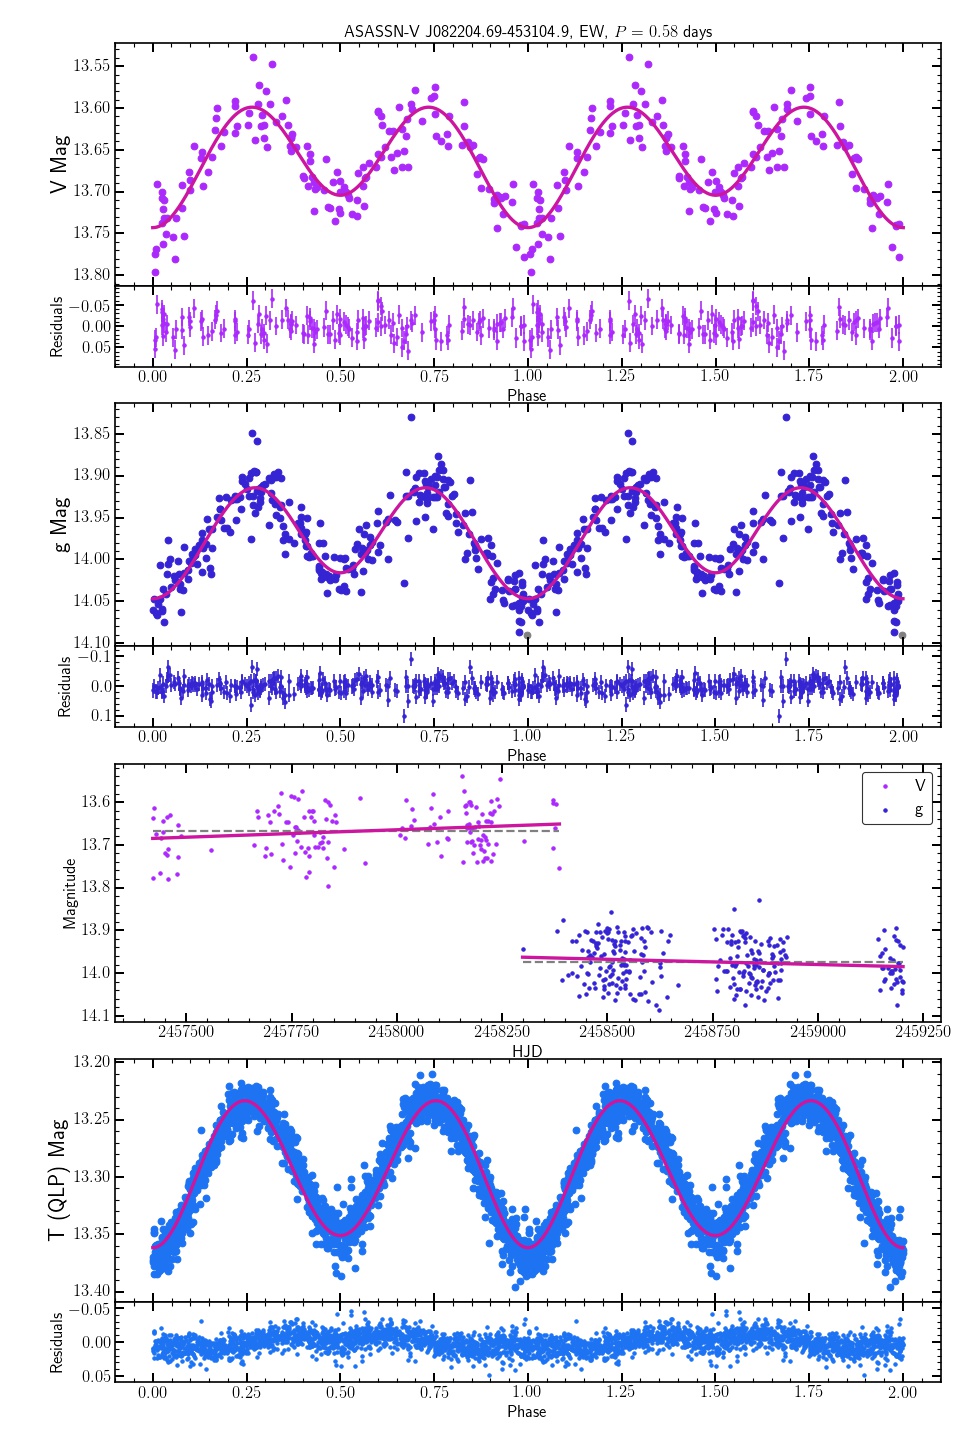 ASASSN-V J082204.69-453104.9, EW, P = 0.58 days
V Mag
13.55
13.60
13.65
13.70
13.75
13.80
Residuals
−0.05
0.00
0.05
0.00 0.25 0.50 0.75 1.00 1.25 1.50 1.75 2.00
Phase
g Mag
13.85
13.90
13.95
14.00
14.05
14.10
Residuals
−0.1
0.0
0.1
0.00 0.25 0.50 0.75 1.00 1.25 1.50 1.75 2.00
Phase
Magnitude
13.6
13.7
13.8
13.9
14.0
14.1
V
g
2457500 2457750 2458000 2458250 2458500 2458750 2459000 2459250
HJD
T (QLP) Mag
13.20
13.25
13.30
13.35
13.40
Residuals
−0.05
0.00
0.05
0.00 0.25 0.50 0.75 1.00 1.25 1.50 1.75 2.00
Phase